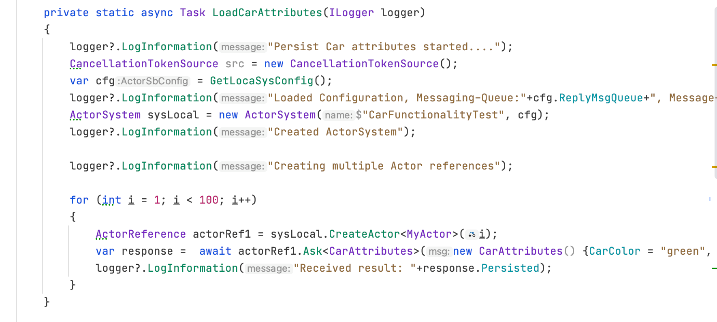 private static async Task LoadCarAttributes(ILogger logger)
{
logger?.LogInformation( message: "Persist Car attributes started....");
CancellationTokenSource src = new CancellationTokenSource();
var cfg :ActorSbConfig = GetLocaSysConfig();
logger?.LogInformation( message: "Loaded Configuration, Messaging-Queue:"+cfg.ReplyMsgQueue+", Message-
ActorSystem sysLocal = new ActorSystem( name: $"CarFunctionalityTest", cfg);
logger?.LogInformation( message: "Created ActorSystem");
logger?.LogInformation( message: "Creating multiple Actor references");
for (int i = 1; i < 100; i++)
{
ActorReference actorRef1 = sysLocal.CreateActor<MyActor>( i);
var response = await actorRef1.Ask<CarAttributes>( msg: new CarAttributes() {CarColor = "green",
logger?.LogInformation( message: "Received result: "+response.Persisted);
}
}